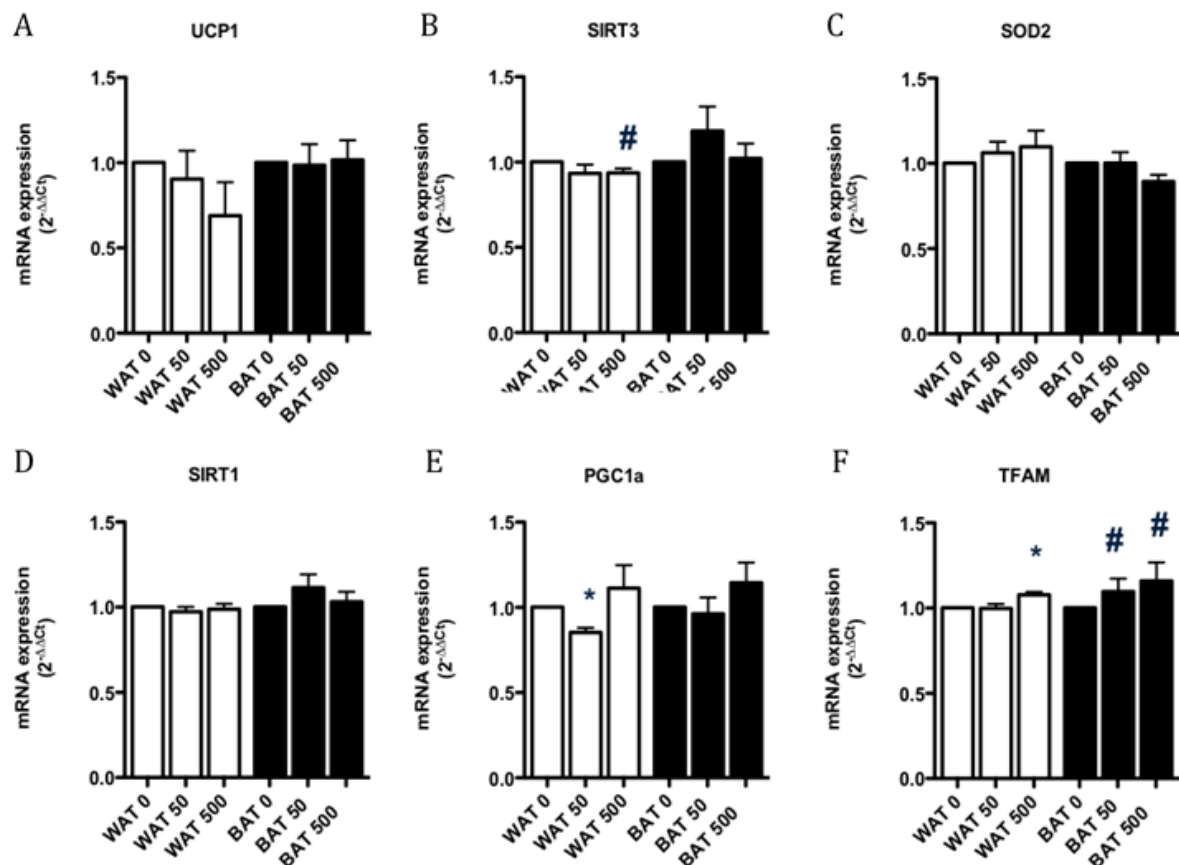 A
UCP1
mRNA expression
(2-ΔΔCt)
1.5
1.0
0.5
0.0
WAT 0
WAT 50
WAT 500
BAT 0
BAT 50
BAT 500
B
SIRT3
mRNA expression
(2-ΔΔCt)
1.5
1.0
0.5
0.0
#
WAT 0
WAT 50
WAT 500
BAT 0
BAT 50
500
C
SOD2
mRNA expression
(2-ΔΔCt)
1.5
1.0
0.5
0.0
WAT 0
WAT 50
WAT 500
BAT 0
BAT 50
BAT 500
D
SIRT1
mRNA expression
(2-ΔΔCt)
1.5
1.0
0.5
0.0
WAT 0
WAT 50
WAT 500
BAT 0
BAT 50
BAT 500
E
PGC1a
mRNA expression
(2-ΔΔCt)
1.5
1.0
0.5
0.0
*
WAT 0
WAT 50
WAT 500
BAT 0
BAT 50
BAT 500
F
TFAM
mRNA expression
(2-ΔΔCt)
1.5
1.0
0.5
0.0
*
#
#
WAT 0
WAT 50
WAT 500
BAT 0
BAT 50
BAT 500